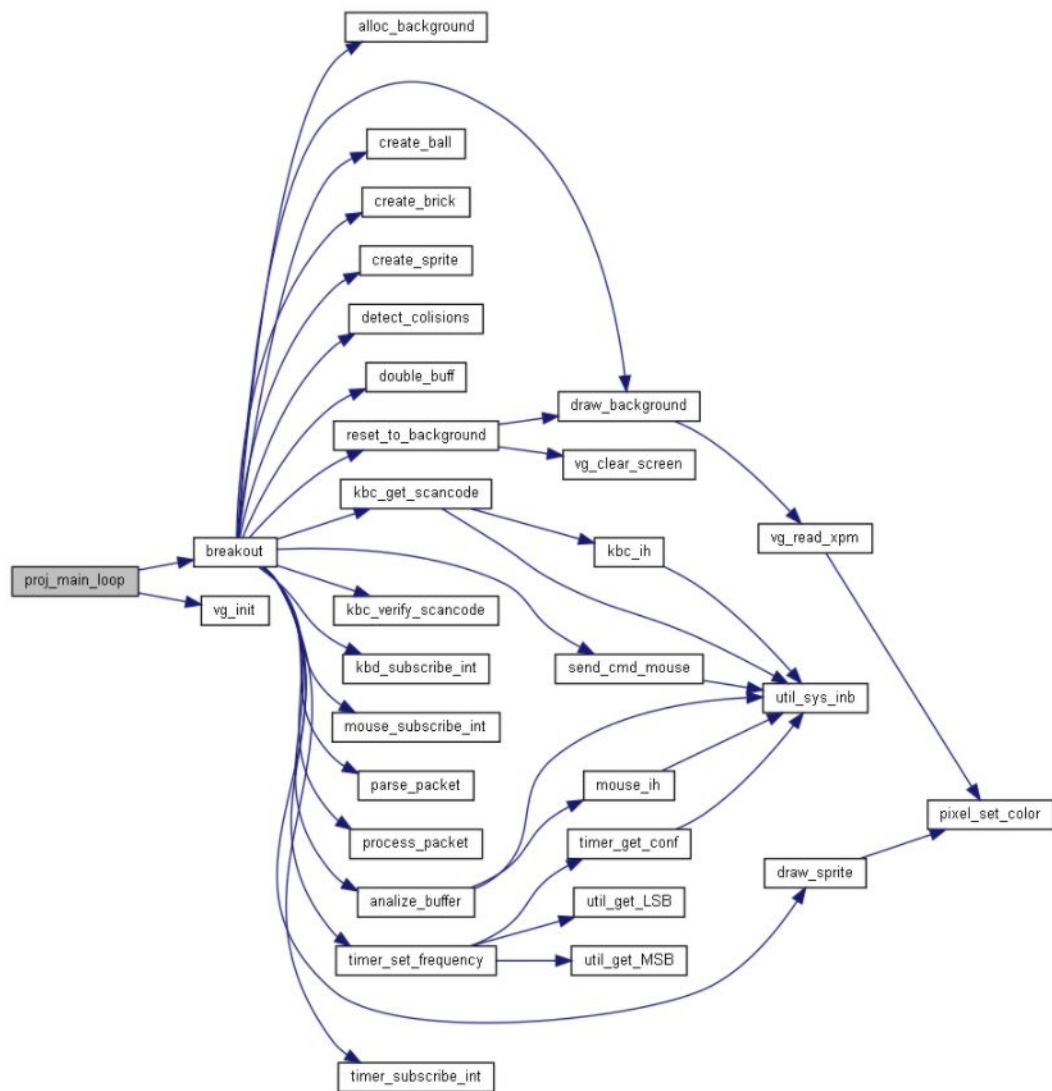 alloc_background
create_ball
create_brick
create_sprite
detect_colisions
double_buff
draw_background
reset_to_background
vg_clear_screen
kbc_get_scancode
vg_read_xpm
breakout
kbc_ih
proj_main_loop
vg_init
kbc_verify_scancode
kbd_subscribe_int
send_cmd_mouse
util_sys_inb
mouse_subscribe_int
parse_packet
mouse_ih
pixel_set_color
process_packet
timer_get_conf
draw_sprite
analize_buffer
util_get_LSB
timer_set_frequency
util_get_MSB
timer_subscribe_int